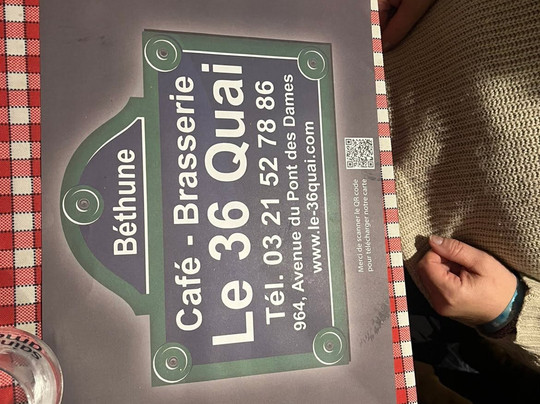 Béthune
Café - Brasserie
Le 36 Quai
Tél. 03 21 52 78 86
964, Avenue du Pont des Dames
www.le-36quai.com
Merci de scanner le QR code
pour télécharger notre carte